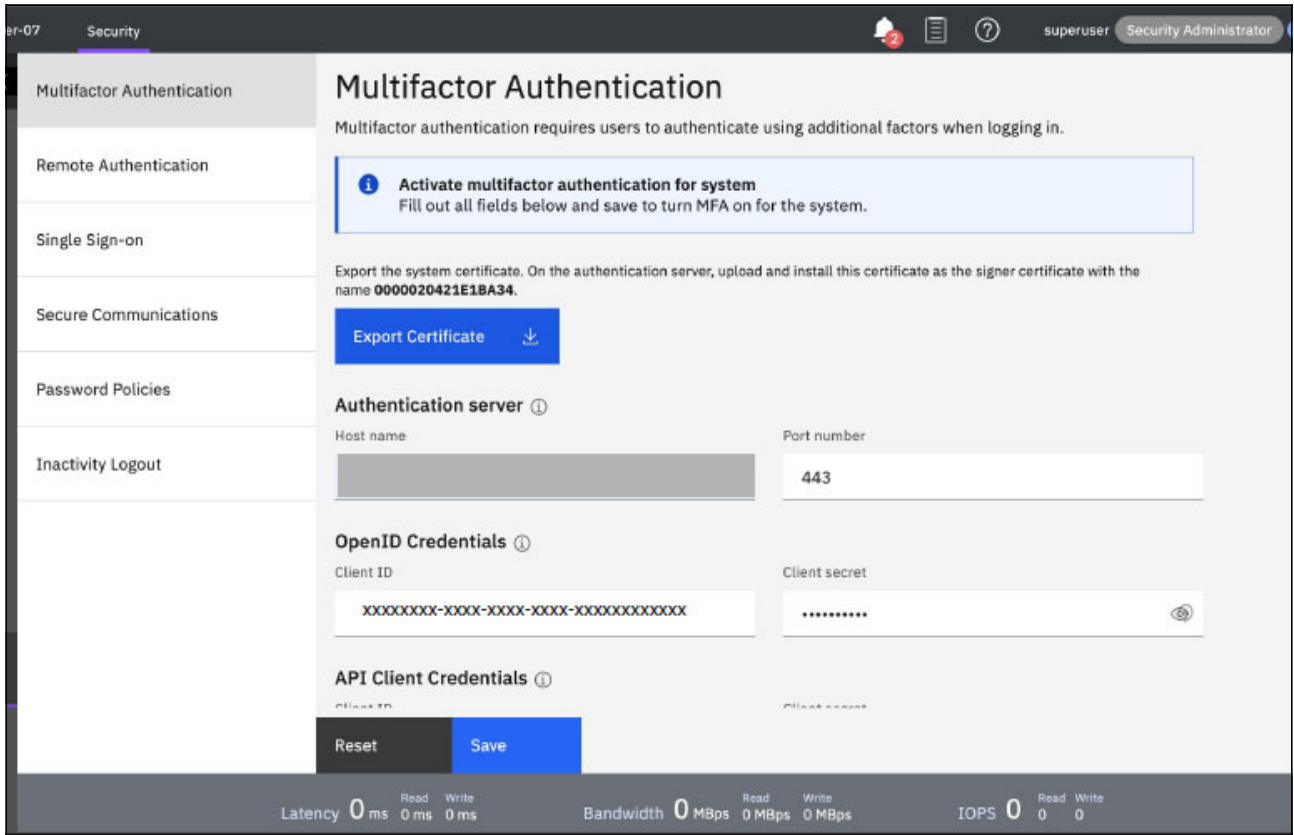 er-07 Security 2 superuser Security Administrator
Multifactor Authentication
Remote Authentication
Single Sign-on
Secure Communications
Password Policies
Inactivity Logout
Multifactor Authentication
Multifactor authentication requires users to authenticate using additional factors when logging in.
Activate multifactor authentication for system
Fill out all fields below and save to turn MFA on for the system.
Export the system certificate. On the authentication server, upload and install this certificate as the signer certificate with the
name 0000020421E1BA34.
Export Certificate
Authentication server
Host name Port number
443
OpenID Credentials
Client ID Client secret
xxxxxxxx-xxxx-xxxx-xxxx-xxxxxxxxxxxx ••••••••••
API Client Credentials
Client ID Client secret
Reset Save
Latency 0 ms Read 0 ms Write 0 ms Bandwidth 0 MBps Read 0 MBps Write 0 MBps IOPS 0 Read 0 Write 0